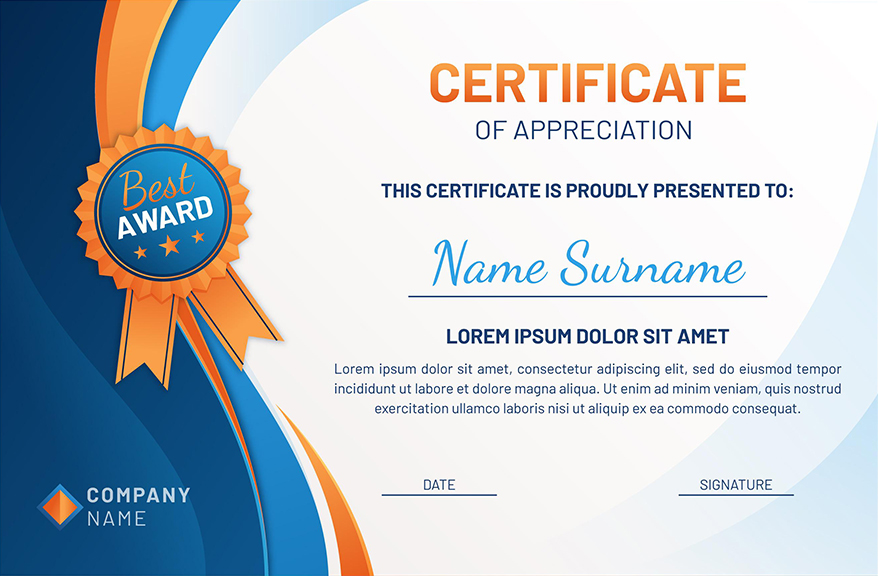 CERTIFICATE
OF APPRECIATION
THIS CERTIFICATE IS PROUDLY PRESENTED TO:
Name Surname
LOREM IPSUM DOLOR SIT AMET
Lorem ipsum dolor sit amet, consectetur adipiscing elit, sed do eiusmod tempor
incididunt ut labore et dolore magna aliqua. Ut enim ad minim veniam, quis nostrud
exercitation ullamco laboris nisi ut aliquip ex ea commodo consequat.
DATE
SIGNATURE
Best
AWARD
COMPANY
NAME